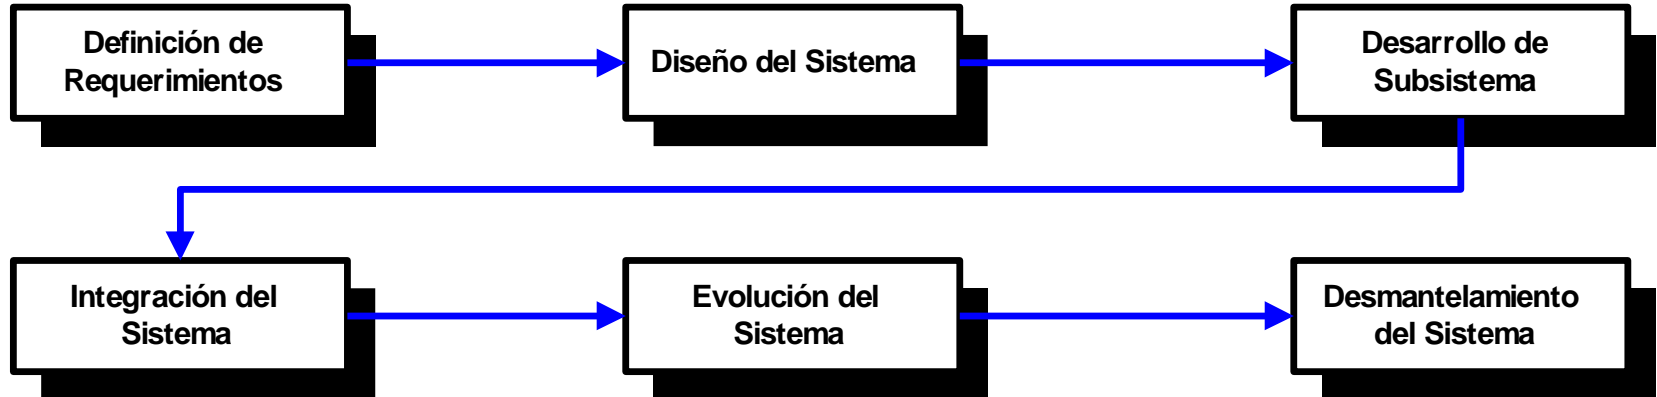 Definición de
Requerimientos
Diseño del Sistema
Desarrollo de
Subsistema
Integración del
Sistema
Evolución del
Sistema
Desmantelamiento
del Sistema